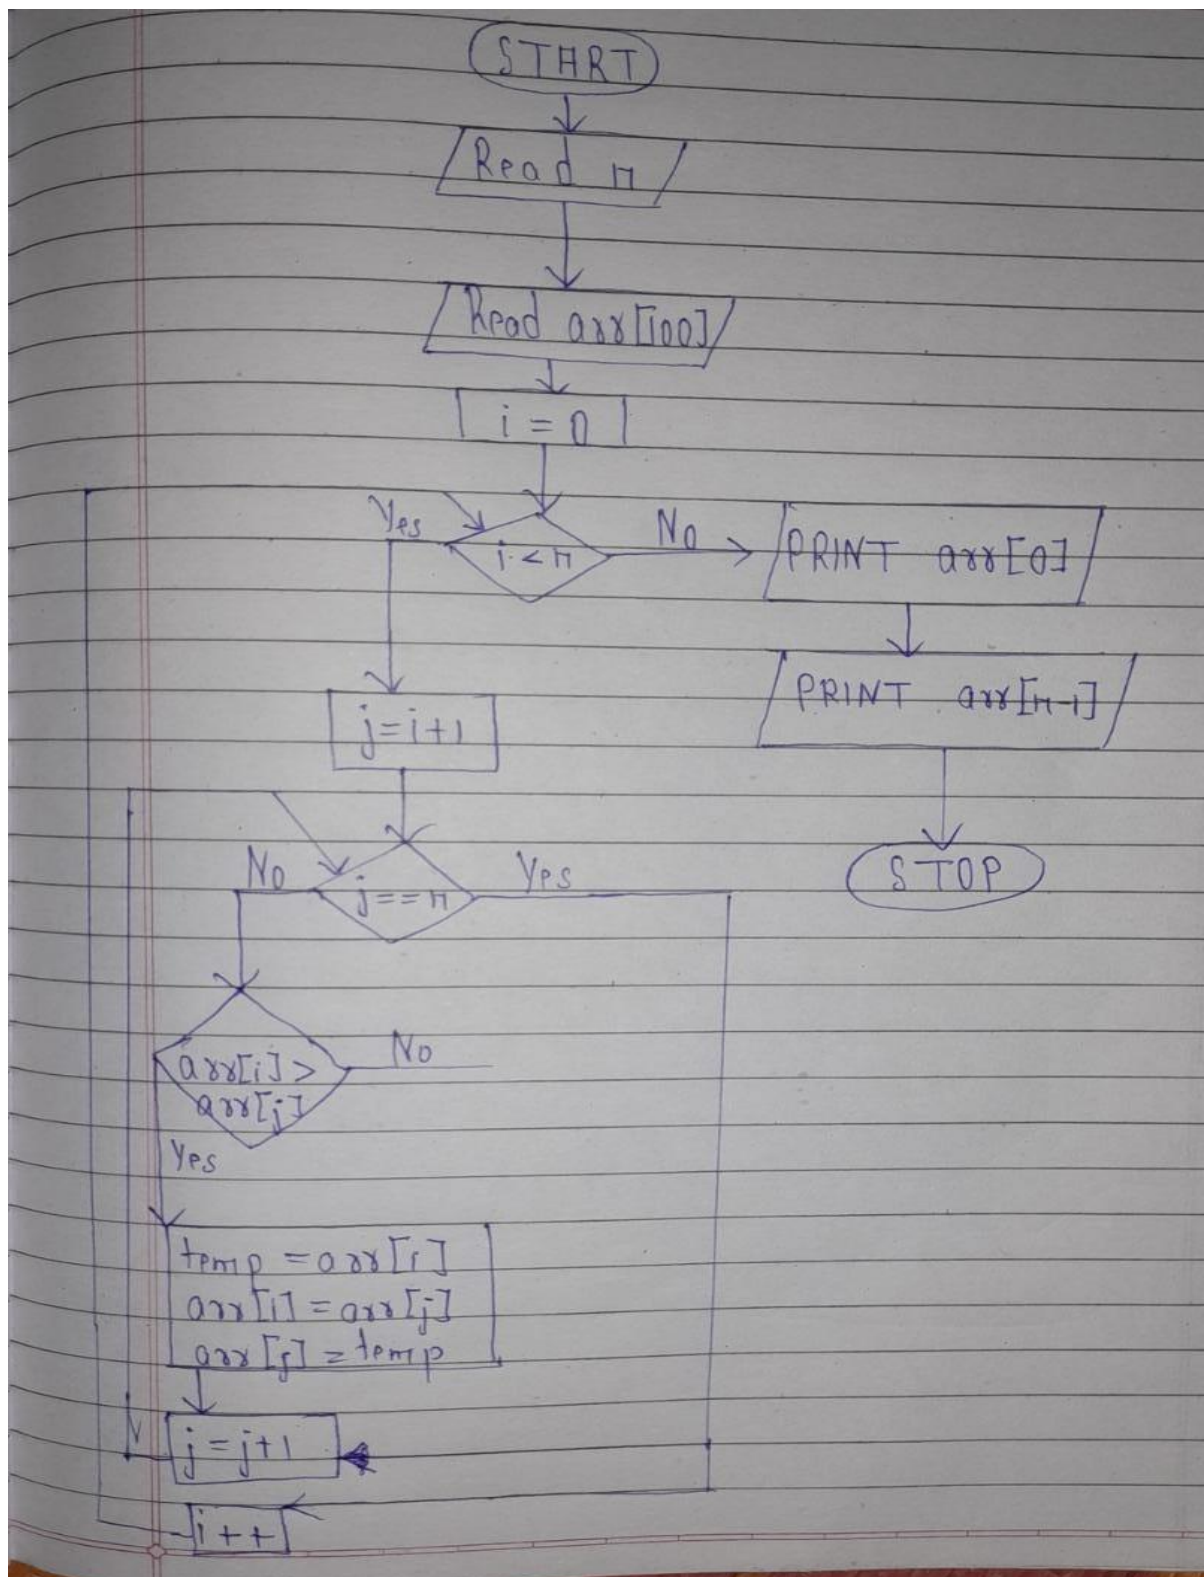 START
Read n
Read arr[100]
i = 0
Yes
i < n
No
PRINT arr[0]
PRINT arr[n-1]
STOP
j=i+1
No
j==n
Yes
arr[i]>
arr[j]
No
Yes
temp = arr[i]
arr[i] = arr[j]
arr[j] = temp
j = j+1
i++